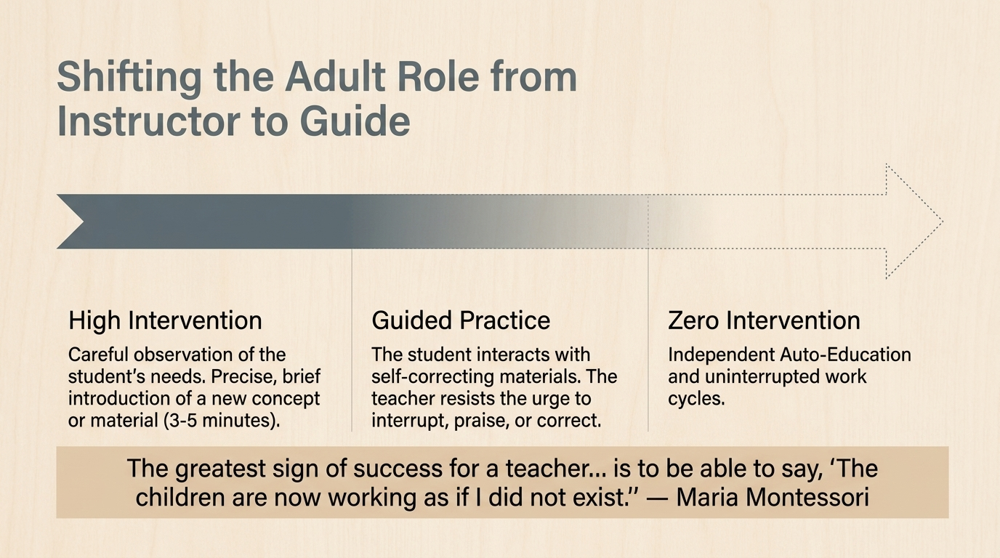 Shifting the Adult Role from
Instructor to Guide
High Intervention
Careful observation of the
student’s needs. Precise, brief
introduction of a new concept
or material (3-5 minutes).
Guided Practice
The student interacts with
self-correcting materials. The
teacher resists the urge to
interrupt, praise, or correct.
Zero Intervention
Independent Auto-Education
and uninterrupted work
cycles.
The greatest sign of success for a teacher... is to be able to say, ‘The
children are now working as if I did not exist.’’ — Maria Montessori